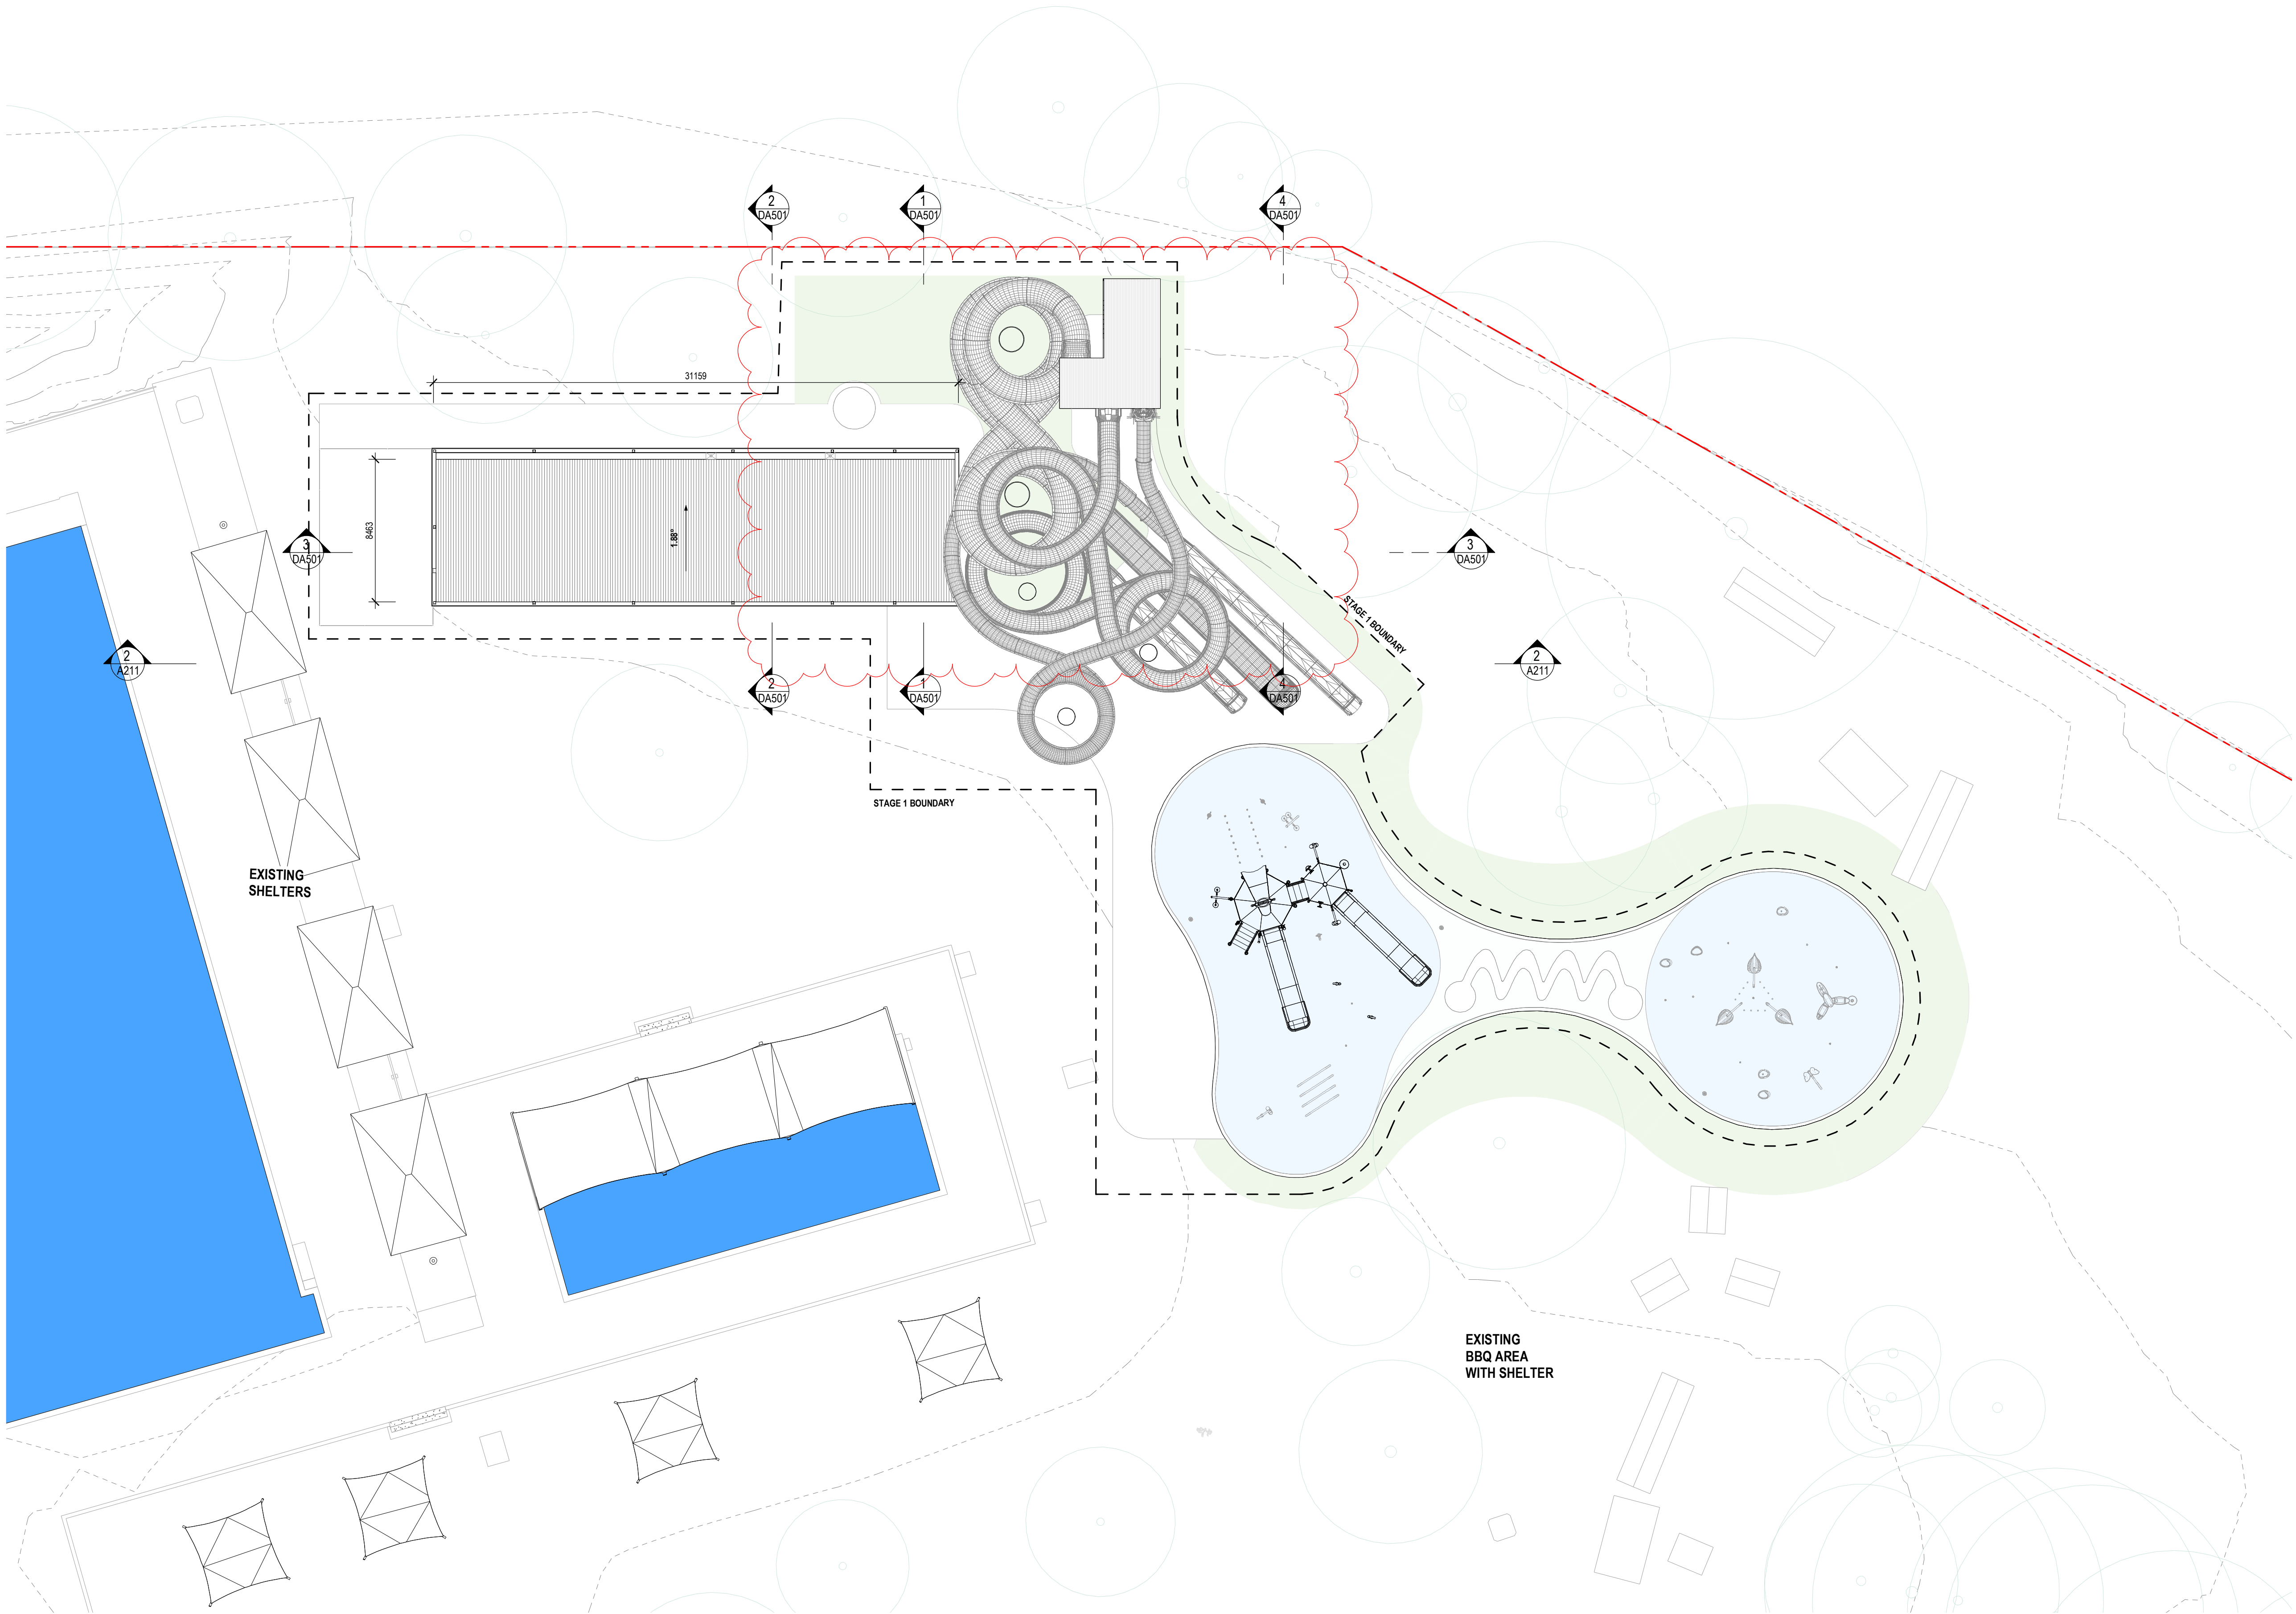 2
DA501
1
DA501
4
DA501
31159
8463
1.88°
3
DA501
3
DA501
STAGE 1 BOUNDARY
2
A211
2
A211
2
DA501
1
DA501
4
DA501
STAGE 1 BOUNDARY
EXISTING
SHELTERS
EXISTING
BBQ AREA
WITH SHELTER